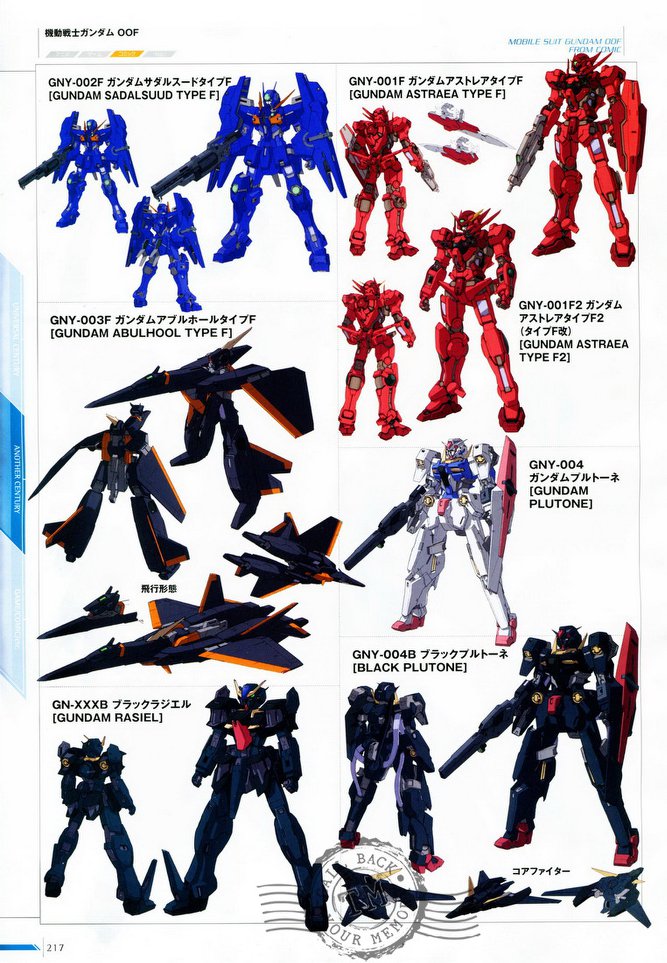 機動戦士ガンダム OOF
MOBILE SUIT GUNDAM OOF
FROM COMIC
GNY-002F ガンダムサダルスードタイプF
[GUNDAM SADALSUUD TYPE F]
GNY-001F ガンダムアストレアタイプF
[GUNDAM ASTRAEA TYPE F]
GNY-003F ガンダムアブルホールタイプF
[GUNDAM ABULHOOL TYPE F]
GNY-001F2 ガンダム
アストレアタイプF2
(タイプF改)
[GUNDAM ASTRAEA
TYPE F2]
ANOTHER CENTURY
GNY-004
ガンダムプルトーネ
[GUNDAM
PLUTONE]
飛行形態
GNY-004B ブラックプルトーネ
[BLACK PLUTONE]
GN-XXXB ブラックラジエル
[GUNDAM RASIEL]
コアファイター
BACK
TM
YOUR MEMO
217